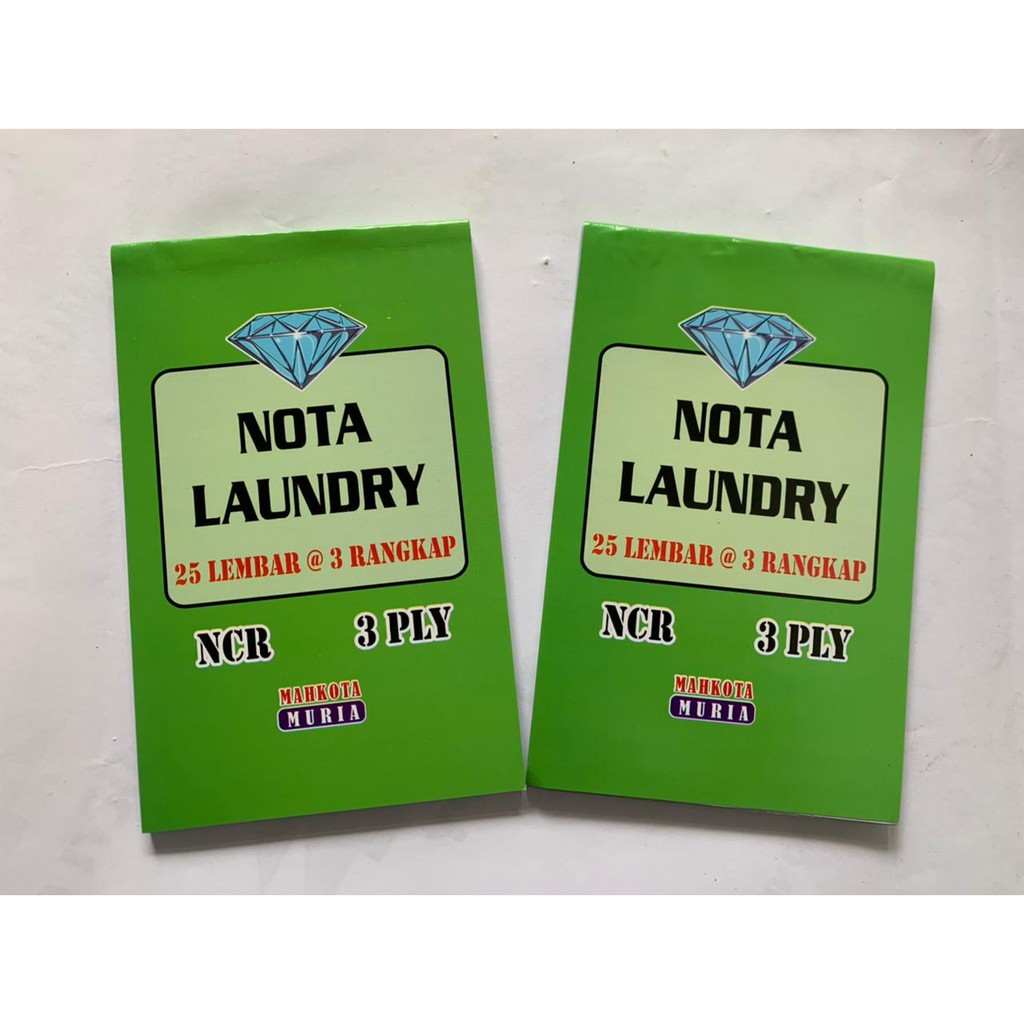 NOTA
LAUNDRY
25 LEMBAR @ 3 RANGKAP
NCR 3 PLY
MAHKOTA
MURIA
NOTA
LAUNDRY
25 LEMBAR @ 3 RANGKAP
NCR 3 PLY
MAHKOTA
MURIA